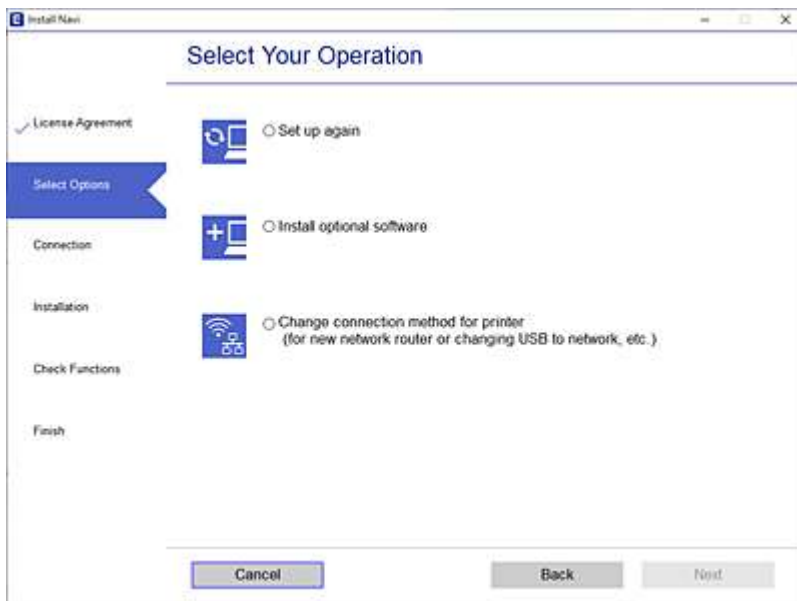 Install Navi
Select Your Operation
License Agreement
Select Options
Connection
Installation
Check Functions
Finish
Set up again
Install optional software
Change connection method for printer
(for new network router or changing USB to network, etc.)
Cancel
Back
Next